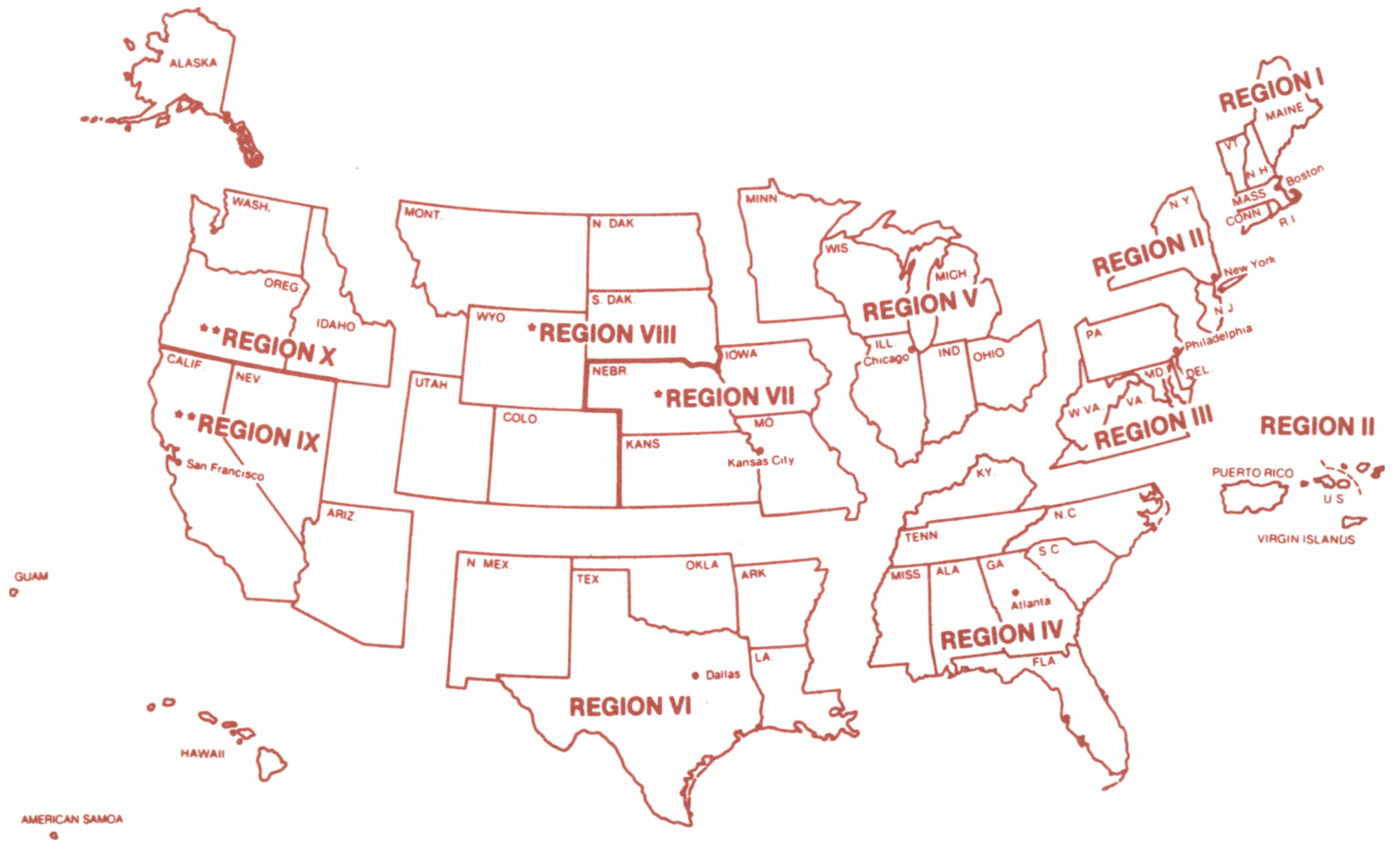 ALASKA
REGION I
MAINE
VT.
N.H.
Boston
MASS
CONN
R.I.
WASH.
MONT.
N. DAK
MINN.
N.Y.
REGION II
New York
N.J.
WIS.
MICH.
REGION V
OREG.
S. DAK.
IDAHO
WYO.
*REGION VIII
**REGION X
PA
Philadelphia
ILL.
Chicago
IND
OHIO
IOWA
CALIF.
NEV.
UTAH
NEBR.
*REGION VII
MD.
DEL.
W VA.
VA.
REGION III
**REGION IX
COLO.
MO
KANS
Kansas City
San Francisco
REGION II
PUERTO RICO
U S
VIRGIN ISLANDS
KY.
ARIZ.
N.C.
TENN.
S C
N MEX.
TEX.
OKLA
ARK
MISS
ALA
GA
Atlanta
REGION IV
FLA.
GUAM
LA.
Dallas
REGION VI
HAWAII
AMERICAN SAMOA